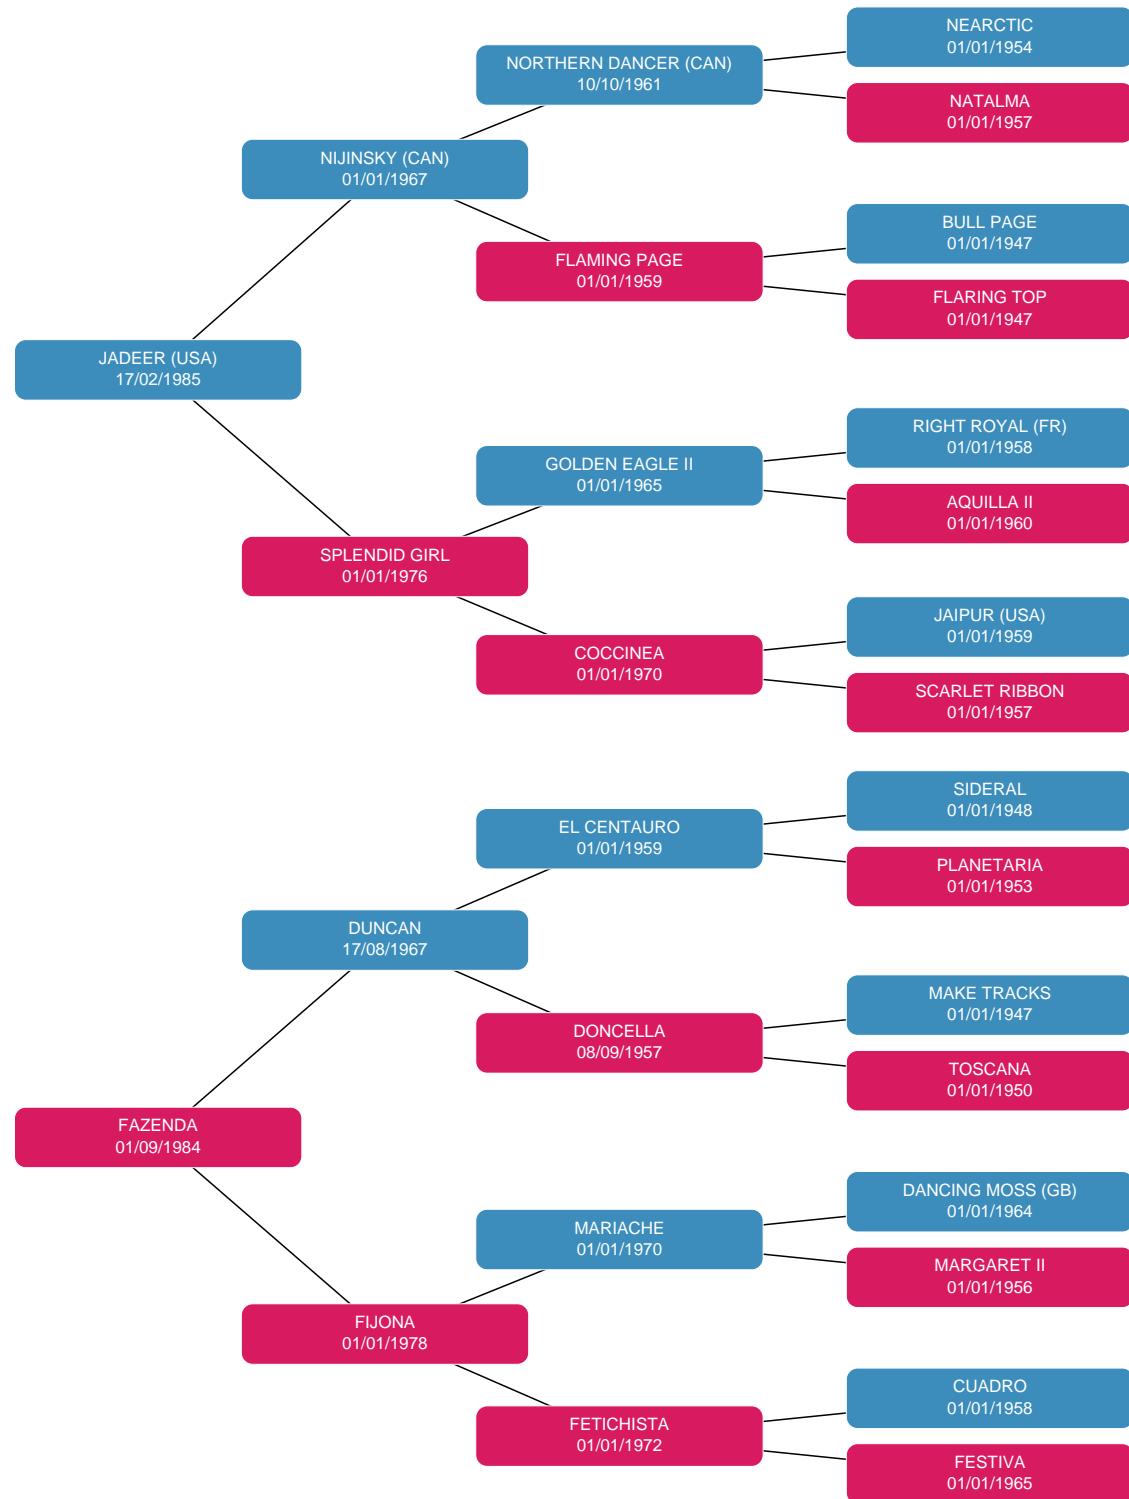 NEARCTIC
01/01/1954
NORTHERN DANCER (CAN)
10/10/1961
NATALMA
01/01/1957
NIJINSKY (CAN)
01/01/1967
BULL PAGE
01/01/1947
FLAMING PAGE
01/01/1959
FLARING TOP
01/01/1947
JADEER (USA)
17/02/1985
RIGHT ROYAL (FR)
01/01/1958
GOLDEN EAGLE II
01/01/1965
AQUILLA II
01/01/1960
SPLENDID GIRL
01/01/1976
JAIPUR (USA)
01/01/1959
COCCINEA
01/01/1970
SCARLET RIBBON
01/01/1957
SIDERAL
01/01/1948
EL CENTAURO
01/01/1959
PLANETARIA
01/01/1953
DUNCAN
17/08/1967
MAKE TRACKS
01/01/1947
DONCELLA
08/09/1957
TOSCANA
01/01/1950
FAZENDA
01/09/1984
DANCING MOSS (GB)
01/01/1964
MARIACHE
01/01/1970
MARGARET II
01/01/1956
FIJONA
01/01/1978
CUADRO
01/01/1958
FETICHISTA
01/01/1972
FESTIVA
01/01/1965